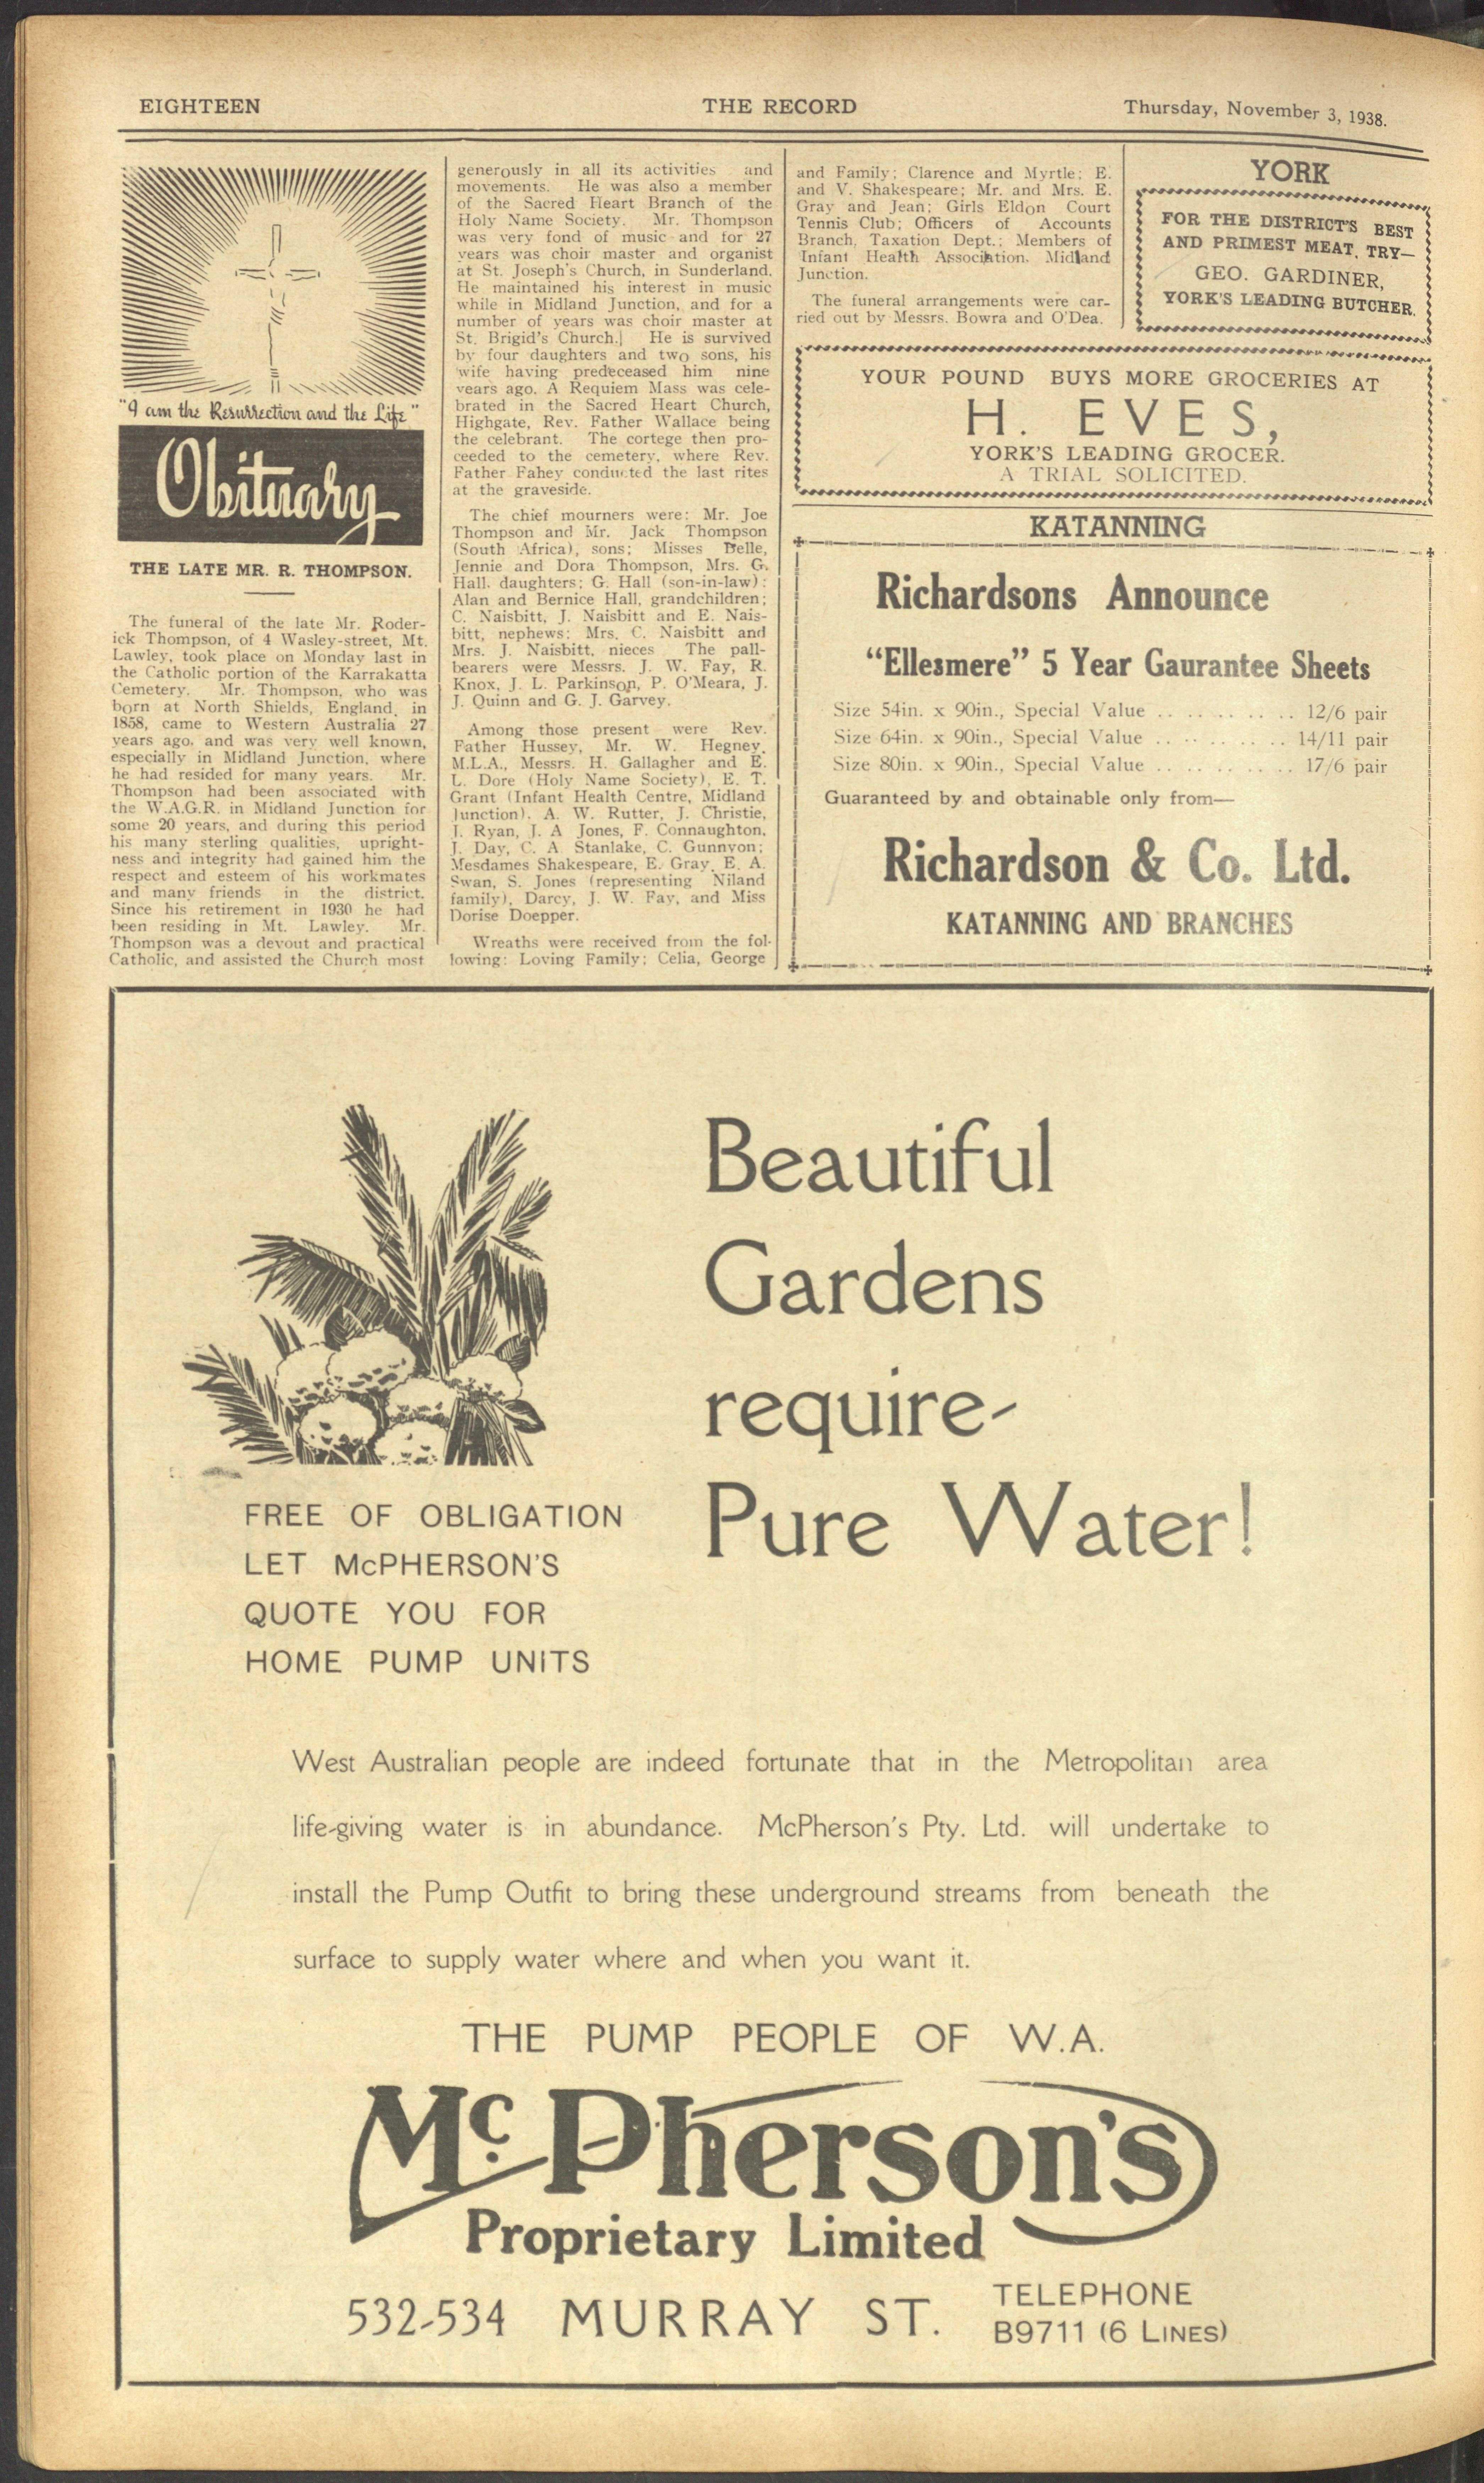 EIGHTEEN
THE RECORD
Thursday, November 3, 1938.
"I am the Resurrection and the Life"
Obituary
THE LATE MR. R. THOMPSON.
The funeral of the late Mr. Roder-
ick Thompson, of 4 Wasley-street, Mt.
Lawley, took place on Monday last in
the Catholic portion of the Karrakatta
Cemetery. Mr. Thompson, who was
born at North Shields, England, in
1858, came to Western Australia 27
years ago, and was very well known,
especially in Midland Junction, where
he had resided for many years. Mr.
Thompson had been associated with
the W.A.G.R. in Midland Junction for
some 20 years, and during this period
his many sterling qualities, upright-
ness and integrity had gained him the
respect and esteem of his workmates
and many friends in the district.
Since his retirement in 1930 he had
been residing in Mt. Lawley. Mr.
Thompson was a devout and practical
Catholic, and assisted the Church most
generously in all its activities and
movements. He was also a member
of the Sacred Heart Branch of the
Holy Name Society. Mr. Thompson
was very fond of music and for 27
years was choir master and organist
at St. Joseph's Church, in Sunderland.
He maintained his interest in music
while in Midland Junction, and for a
number of years was choir master at
St. Brigid's Church. He is survived
by four daughters and two sons, his
wife having predeceased him nine
years ago. A Requiem Mass was cele-
brated in the Sacred Heart Church,
Highgate, Rev. Father Wallace being
the celebrant. The cortege then pro-
ceeded to the cemetery, where Rev.
Father Fahey conducted the last rites
at the graveside.
The chief mourners were: Mr. Joe
Thompson and Mr. Jack Thompson
(South Africa), sons; Misses Belle,
Jennie and Dora Thompson, Mrs. G.
Hall, daughters; G. Hall (son-in-law);
Alan and Bernice Hall, grandchildren;
C. Naisbitt, J. Naisbitt and E. Nais-
bitt, nephews; Mrs. C. Naisbitt and
Mrs. J. Naisbitt, nieces The pall-
bearers were Messrs. J. W. Fay, R.
Knox, J. L. Parkinson, P. O'Meara, J.
J. Quinn and G. J. Garvey.
Among those present were Rev.
Father Hussey, Mr. W. Hegney,
M.L.A., Messrs. H. Gallagher and E.
L. Dore (Holy Name Society), E. T.
Grant (Infant Health Centre, Midland
Junction), A. W. Rutter, J. Christie,
J. Ryan, J. A Jones, F. Connaughton,
J. Day, C. A. Stanlake, C. Gunnyon;
Mesdames Shakespeare, E. Gray, E. A.
Swan, S. Jones (representing Niland
family), Darcy, J. W. Fay, and Miss
Dorise Doepper.
Wreaths were received from the fol-
lowing: Loving Family; Celia, George
and Family; Clarence and Myrtle; E.
and V. Shakespeare; Mr. and Mrs. E.
Gray and Jean; Girls Eldon Court
Tennis Club; Officers of Accounts
Branch, Taxation Dept.; Members of
Infant Health Association, Midland
Junction.
The funeral arrangements were car-
ried out by Messrs. Bowra and O'Dea.
YORK
FOR THE DISTRICT'S BEST
AND PRIMEST MEAT, TRY—
GEO. GARDINER,
YORK'S LEADING BUTCHER.
YOUR POUND BUYS MORE GROCERIES AT
H. EVES,
YORK'S LEADING GROCER.
A TRIAL SOLICITED.
KATANNING
Richardsons Announce
"Ellesmere" 5 Year Gaurantee Sheets
Size 54in. x 90in., Special Value .. .. .. .. .. 12/6 pair
Size 64in. x 90in., Special Value .. .. .. .. .. 14/11 pair
Size 80in. x 90in., Special Value .. .. .. .. .. 17/6 pair
Guaranteed by and obtainable only from—
Richardson & Co. Ltd.
KATANNING AND BRANCHES
Beautiful
Gardens
require-
Pure Water!
FREE OF OBLIGATION
LET McPHERSON'S
QUOTE YOU FOR
HOME PUMP UNITS
West Australian people are indeed fortunate that in the Metropolitan area
life-giving water is in abundance. McPherson's Pty. Ltd. will undertake to
install the Pump Outfit to bring these underground streams from beneath the
surface to supply water where and when you want it.
THE PUMP PEOPLE OF W.A.
McPherson's
Proprietary Limited
532-534 MURRAY ST.
TELEPHONE
B9711 (6 LINES)